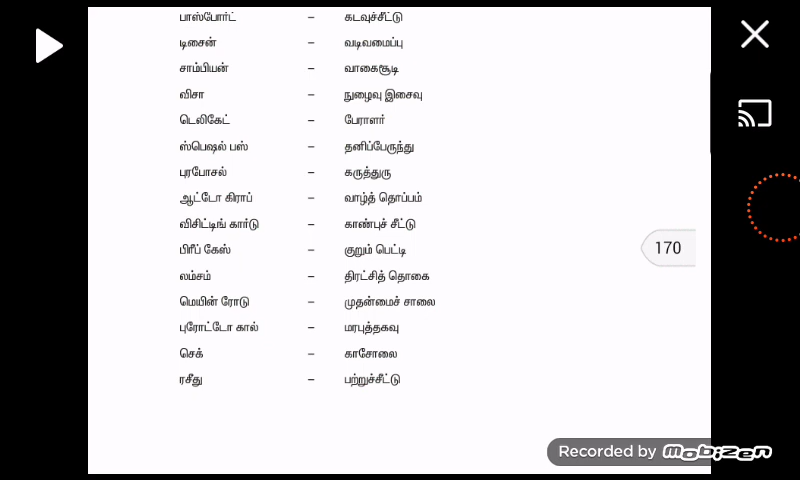 பாஸ்போர்ட் – கடவுச்சீட்டு
டிசைன் – வடிவமைப்பு
சாம்பியன் – வாகைசூடி
விசா – நுழைவு இசைவு
டெலிகேட் – பேராளர்
ஸ்பெஷல் பஸ் – தனிப்பேருந்து
புரபோசல் – கருத்துரு
ஆட்டோ கிராப் – வாழ்த் தொப்பம்
விசிட்டிங் கார்டு – காண்புச் சீட்டு
பிரீப் கேஸ் – குறும் பெட்டி
லம்சம் – திரட்சித் தொகை
மெயின் ரோடு – முதன்மைச் சாலை
புரோட்டோ கால் – மரபுத்தகவு
செக் – காசோலை
ரசீது – பற்றுச்சீட்டு
170
Recorded by mobizen